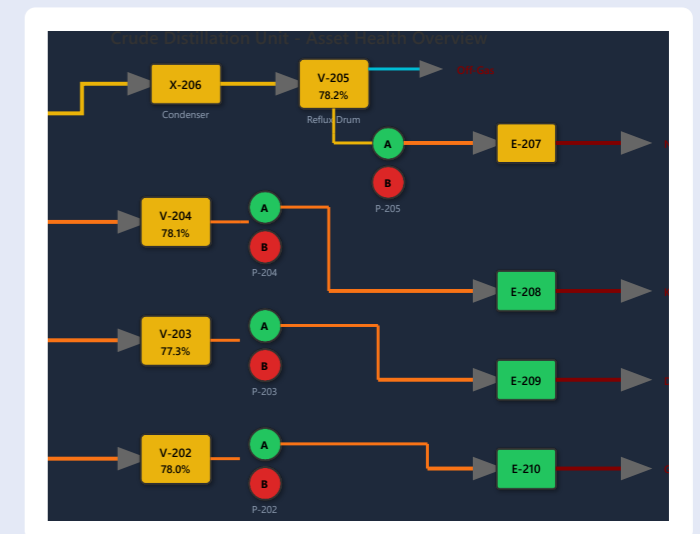 Crude Distillation Unit - Asset Health Overview
X-206
Condenser
V-205
78.2%
Reflux Drum
Off-Gas
A
B
P-205
E-207
V-204
78.1%
A
B
P-204
E-208
V-203
77.3%
A
B
P-203
E-209
V-202
78.0%
A
B
P-202
E-210